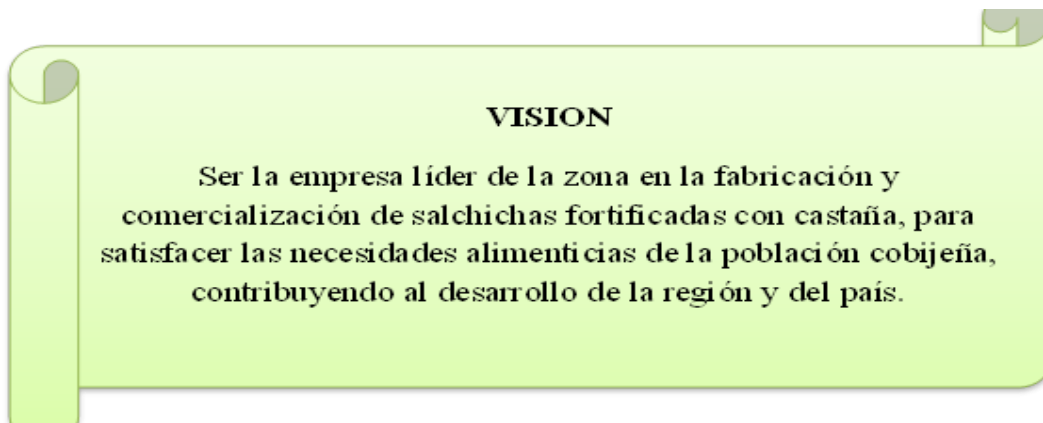 VISION
Ser la empresa líder de la zona en la fabricación y
comercialización de salchichas fortificadas con castaña, para
satisfacer las necesidades alimenticias de la población cobijeña,
contribuyendo al desarrollo de la región y del país.